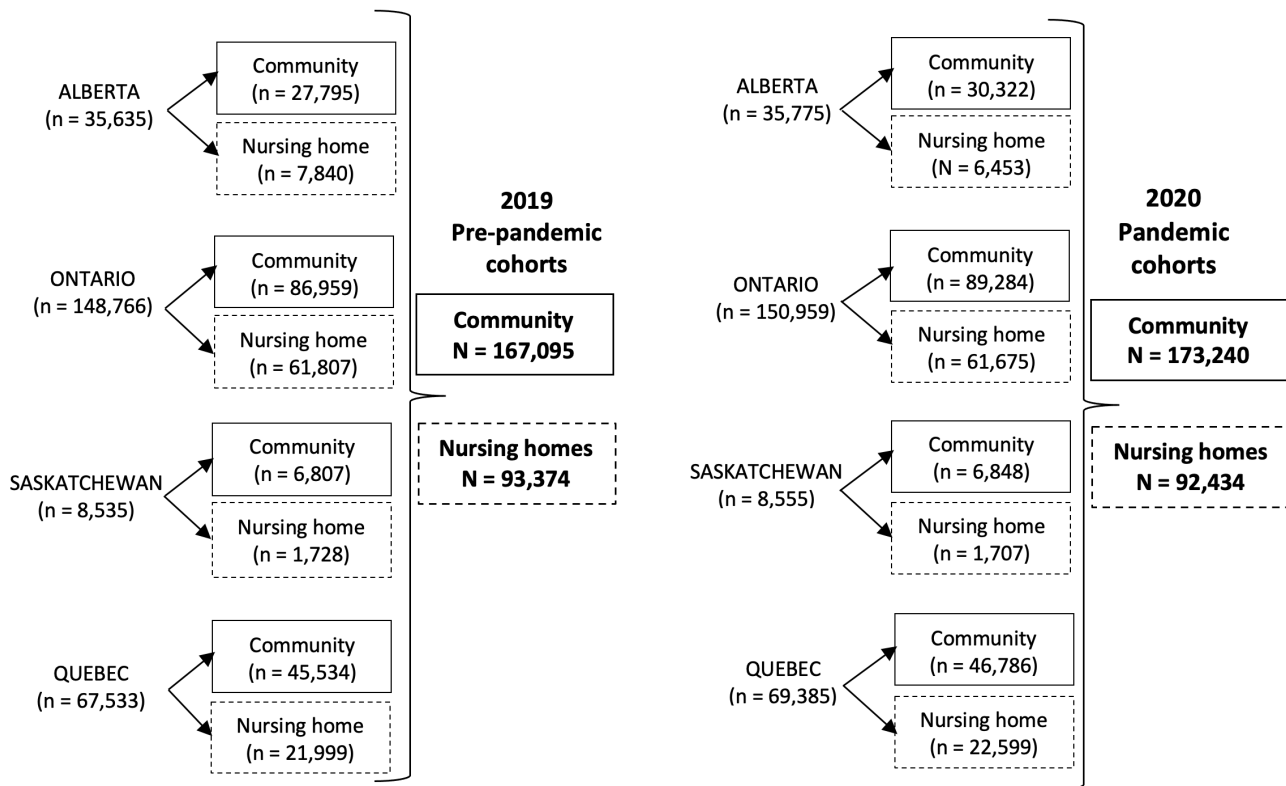 ALBERTA
(n = 35,635)
Community
(n = 27,795)
Nursing home
(n = 7,840)
ONTARIO
(n = 148,766)
Community
(n = 86,959)
Nursing home
(n = 61,807)
SASKATCHEWAN
(n = 8,535)
Community
(n = 6,807)
Nursing home
(n = 1,728)
QUEBEC
(n = 67,533)
Community
(n = 45,534)
Nursing home
(n = 21,999)
2019
Pre-pandemic
cohorts
Community
N = 167,095
Nursing homes
N = 93,374
ALBERTA
(n = 35,775)
Community
(n = 30,322)
Nursing home
(N = 6,453)
ONTARIO
(n = 150,959)
Community
(n = 89,284)
Nursing home
(n = 61,675)
SASKATCHEWAN
(n = 8,555)
Community
(n = 6,848)
Nursing home
(n = 1,707)
QUEBEC
(n = 69,385)
Community
(n = 46,786)
Nursing home
(n = 22,599)
2020
Pandemic
cohorts
Community
N = 173,240
Nursing homes
N = 92,434